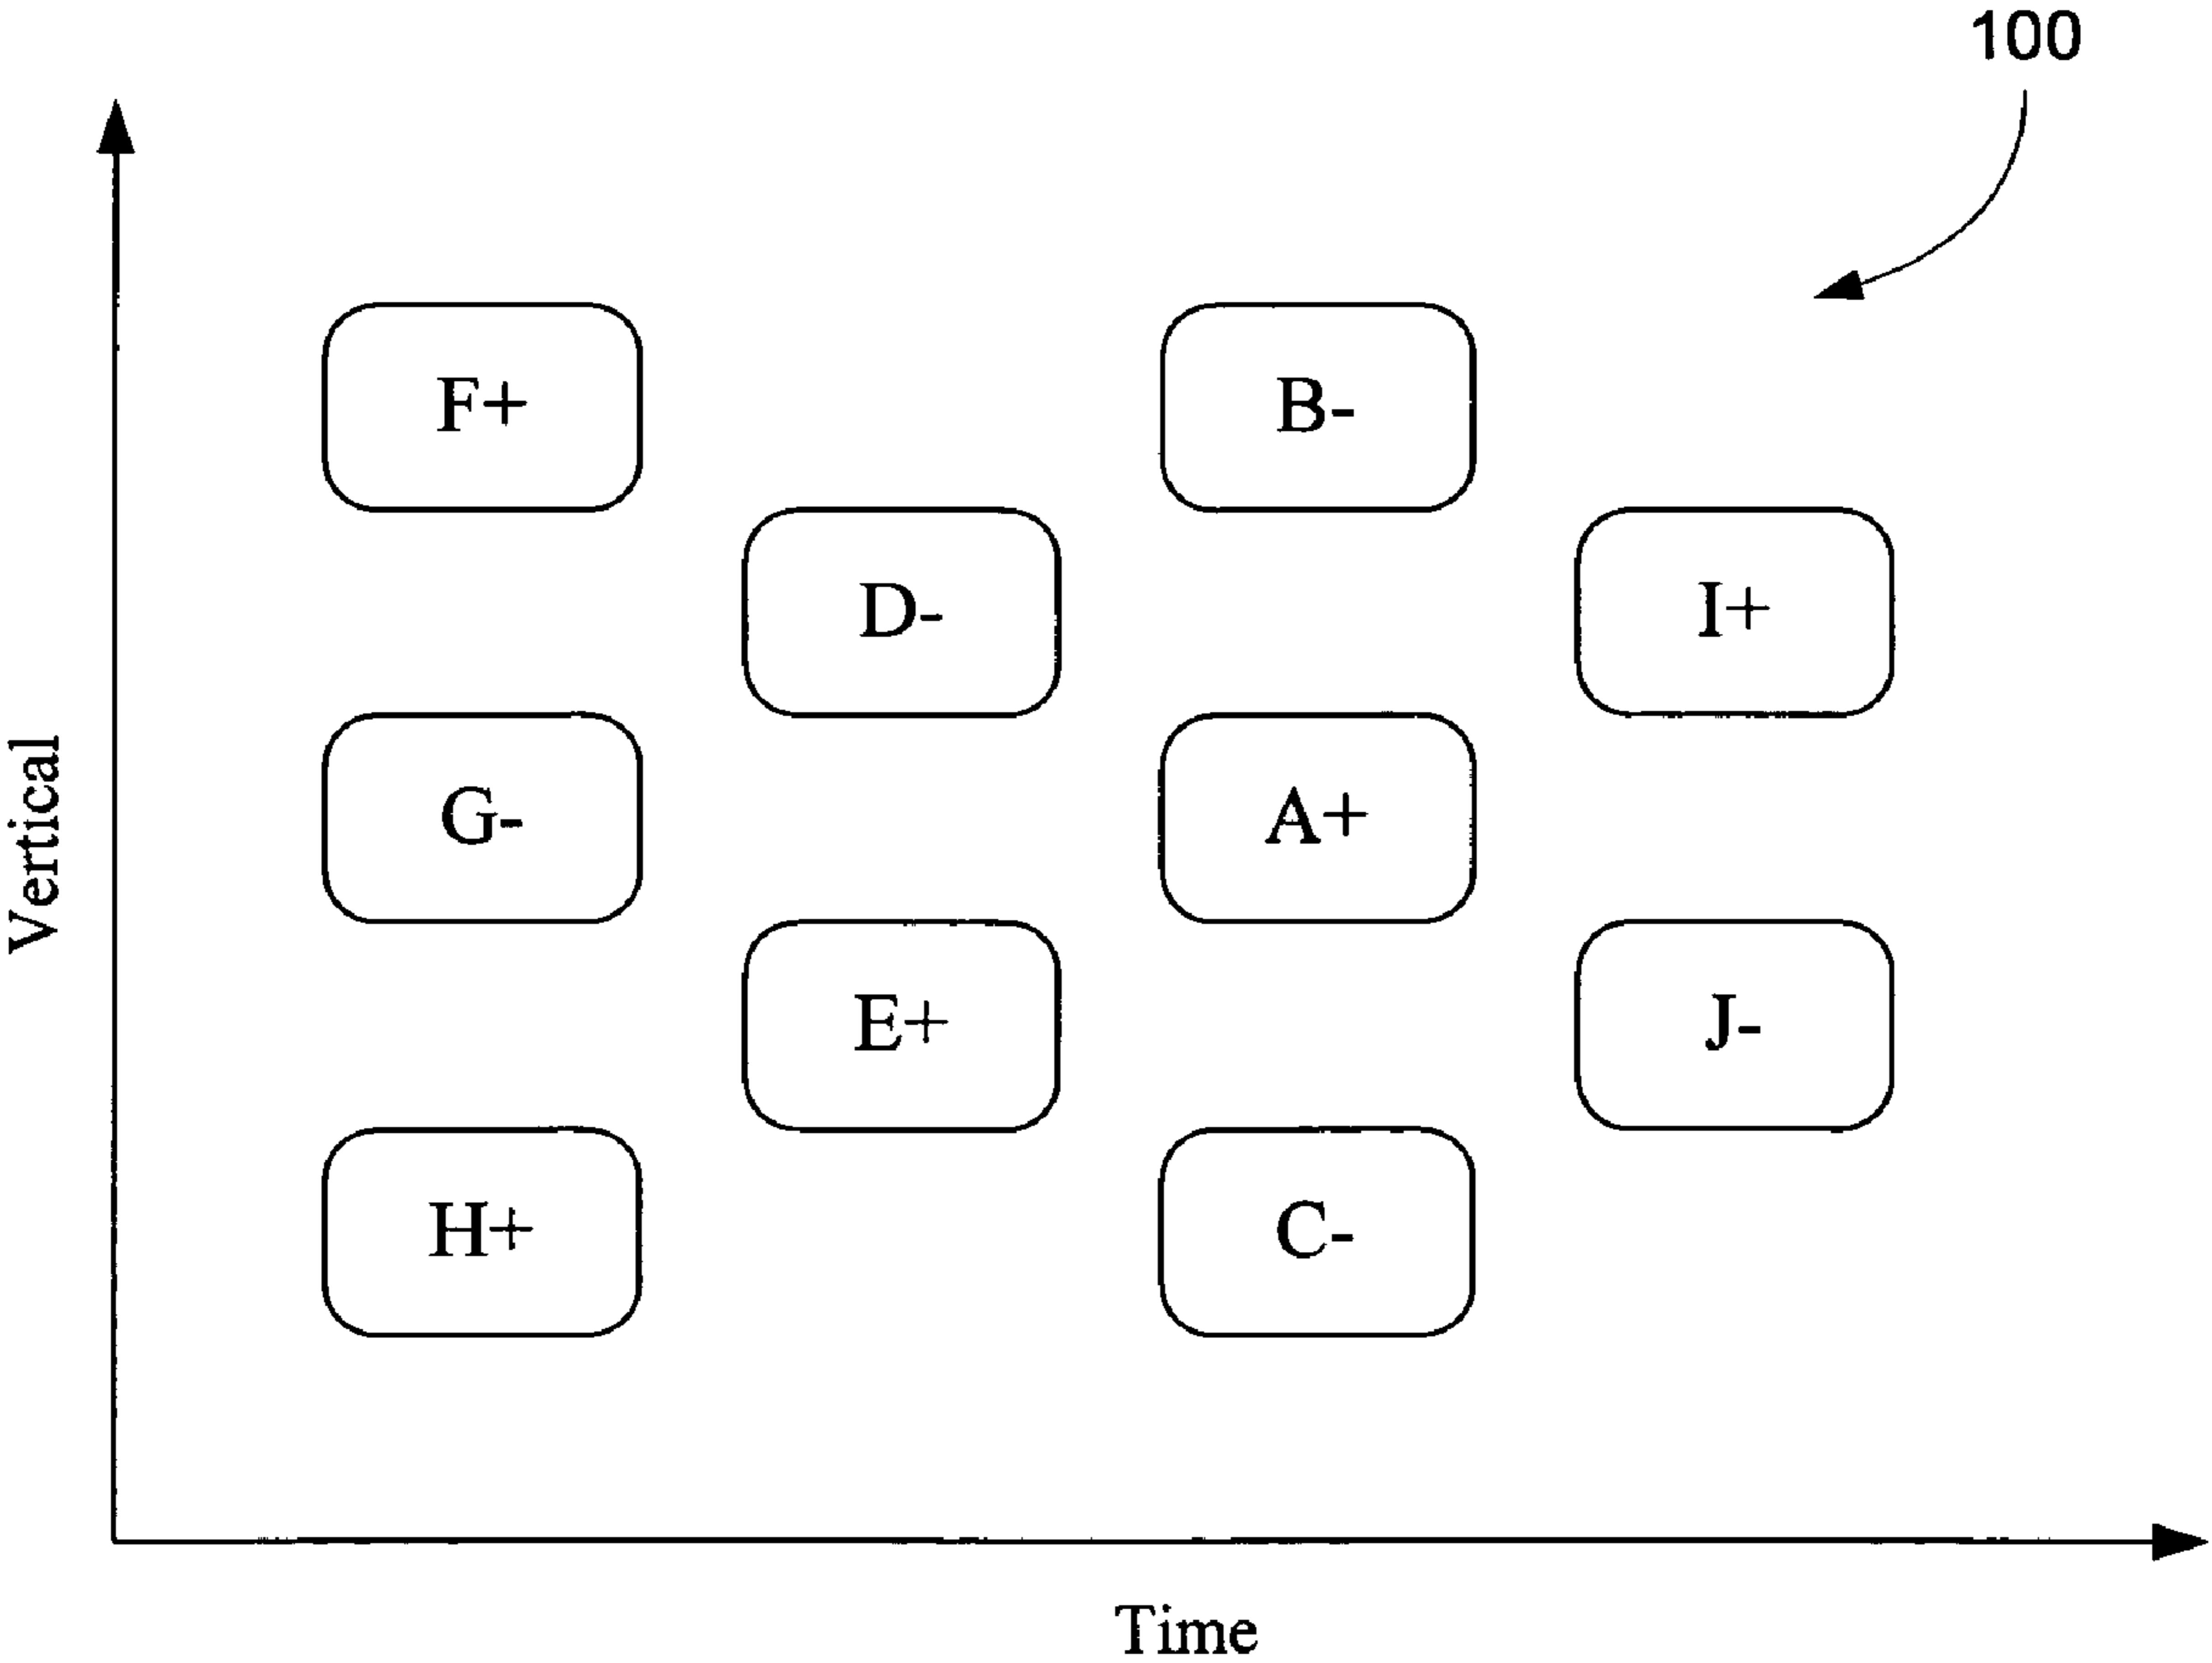 100
F+
B-
D-
I+
G-
A+
E+
J-
H+
C-
Vertical
Time